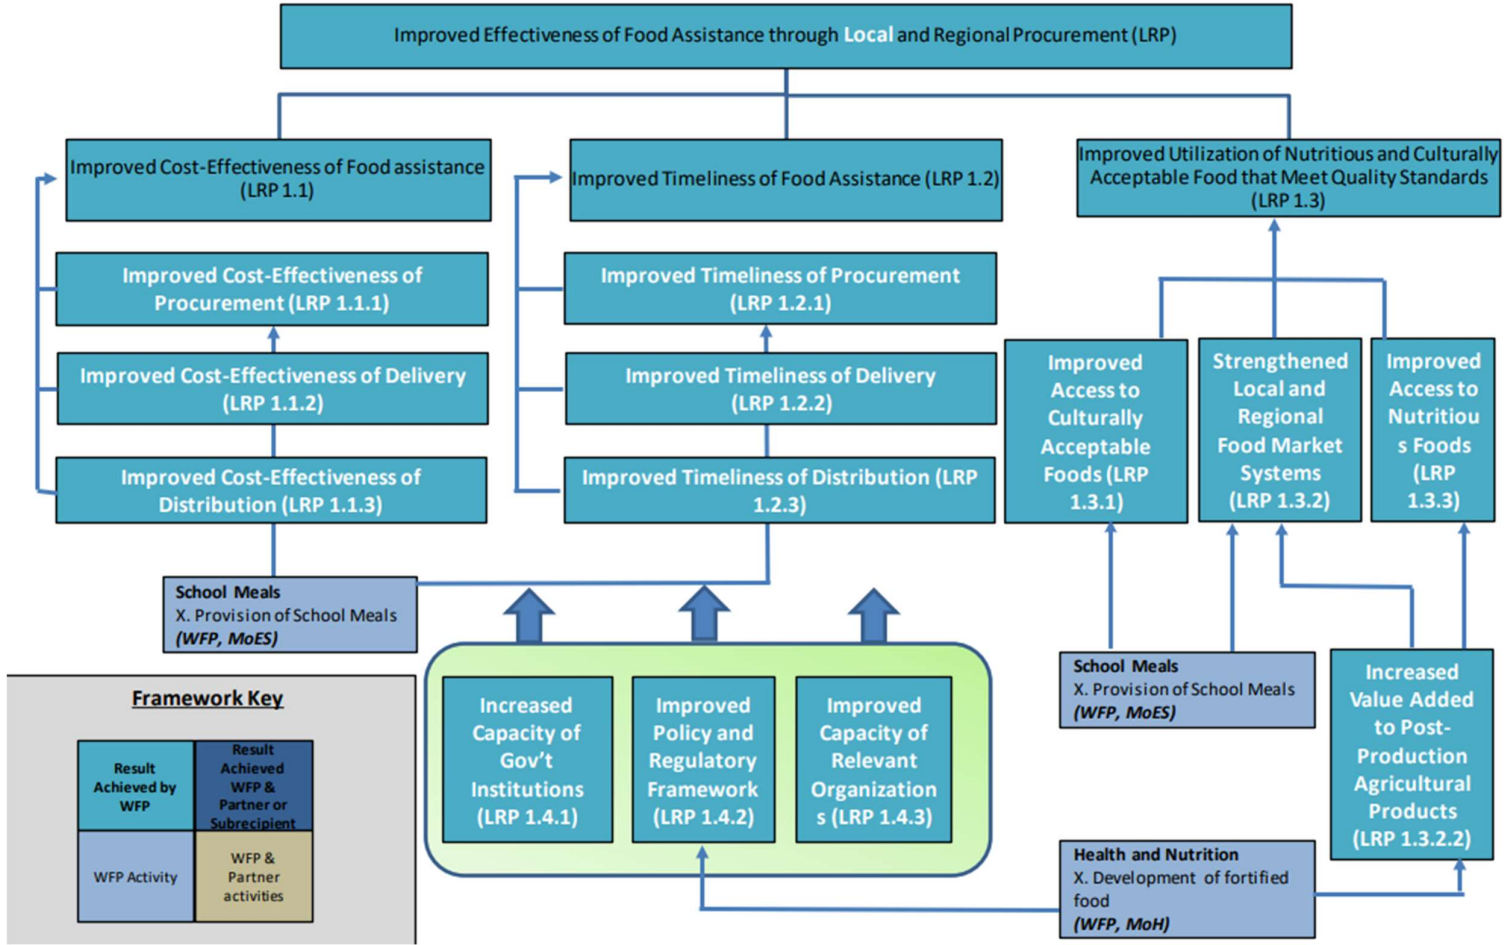 Improved Effectiveness of Food Assistance through Local and Regional Procurement (LRP)
Improved Cost-Effectiveness of Food assistance
(LRP 1.1)
Improved Timeliness of Food Assistance (LRP 1.2)
Improved Utilization of Nutritious and Culturally
Acceptable Food that Meet Quality Standards
(LRP 1.3)
Improved Cost-Effectiveness of
Procurement (LRP 1.1.1)
Improved Timeliness of Procurement
(LRP 1.2.1)
Improved Cost-Effectiveness of Delivery
(LRP 1.1.2)
Improved Timeliness of Delivery
(LRP 1.2.2)
Improved Cost-Effectiveness of
Distribution (LRP 1.1.3)
Improved Timeliness of Distribution (LRP
1.2.3)
Improved
Access to
Culturally
Acceptable
Foods (LRP
1.3.1)
Strengthened
Local and
Regional
Food Market
Systems
(LRP 1.3.2)
Improved
Access to
Nutritiou
s Foods
(LRP
1.3.3)
School Meals
X. Provision of School Meals
(WFP, MoES)
Increased
Capacity of
Gov't
Institutions
(LRP 1.4.1)
Improved
Policy and
Regulatory
Framework
(LRP 1.4.2)
Improved
Capacity of
Relevant
Organization
s (LRP 1.4.3)
School Meals
X. Provision of School Meals
(WFP, MoES)
Increased
Value Added
to Post-
Production
Agricultural
Products
(LRP 1.3.2.2)
Health and Nutrition
X. Development of fortified
food
(WFP, MoH)
Framework Key
Result
Achieved by
WFP
Result
Achieved
WFP &
Partner or
Subrecipient
WFP Activity
WFP &
Partner
activities